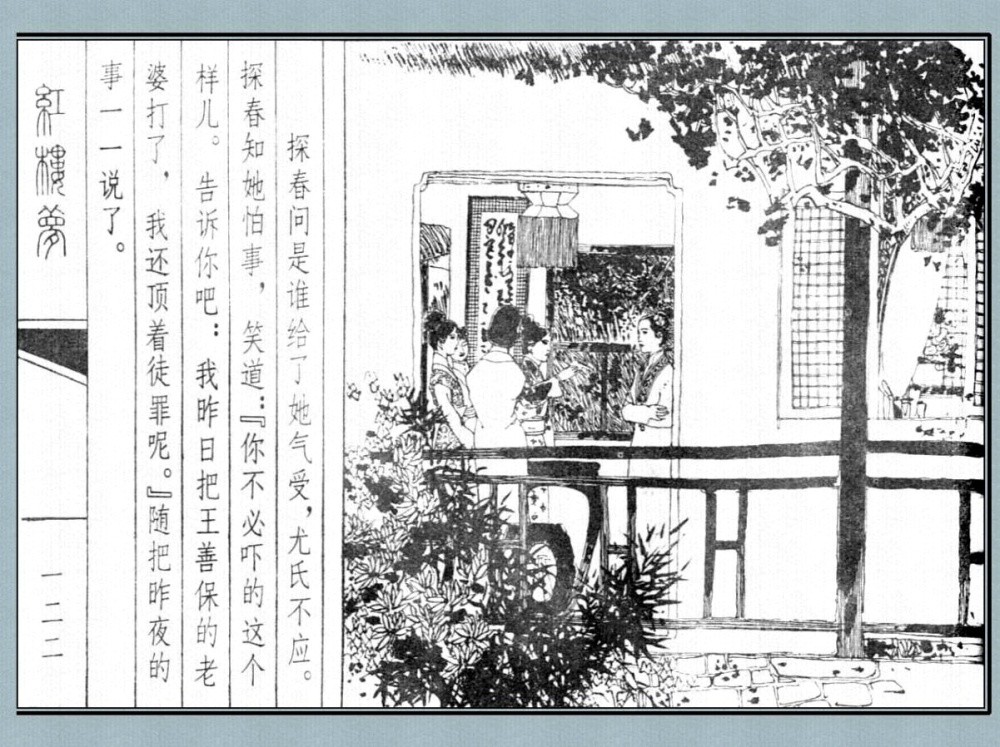 探春问是谁给了她气受，尤氏不应。
探春知她怕事，笑道：『你不必吓的这个
样儿。告诉你吧：我昨日把王善保的老
婆打了，我还顶着徒罪呢。』随把昨夜的
事一一说了。
紅樓夢
一二二